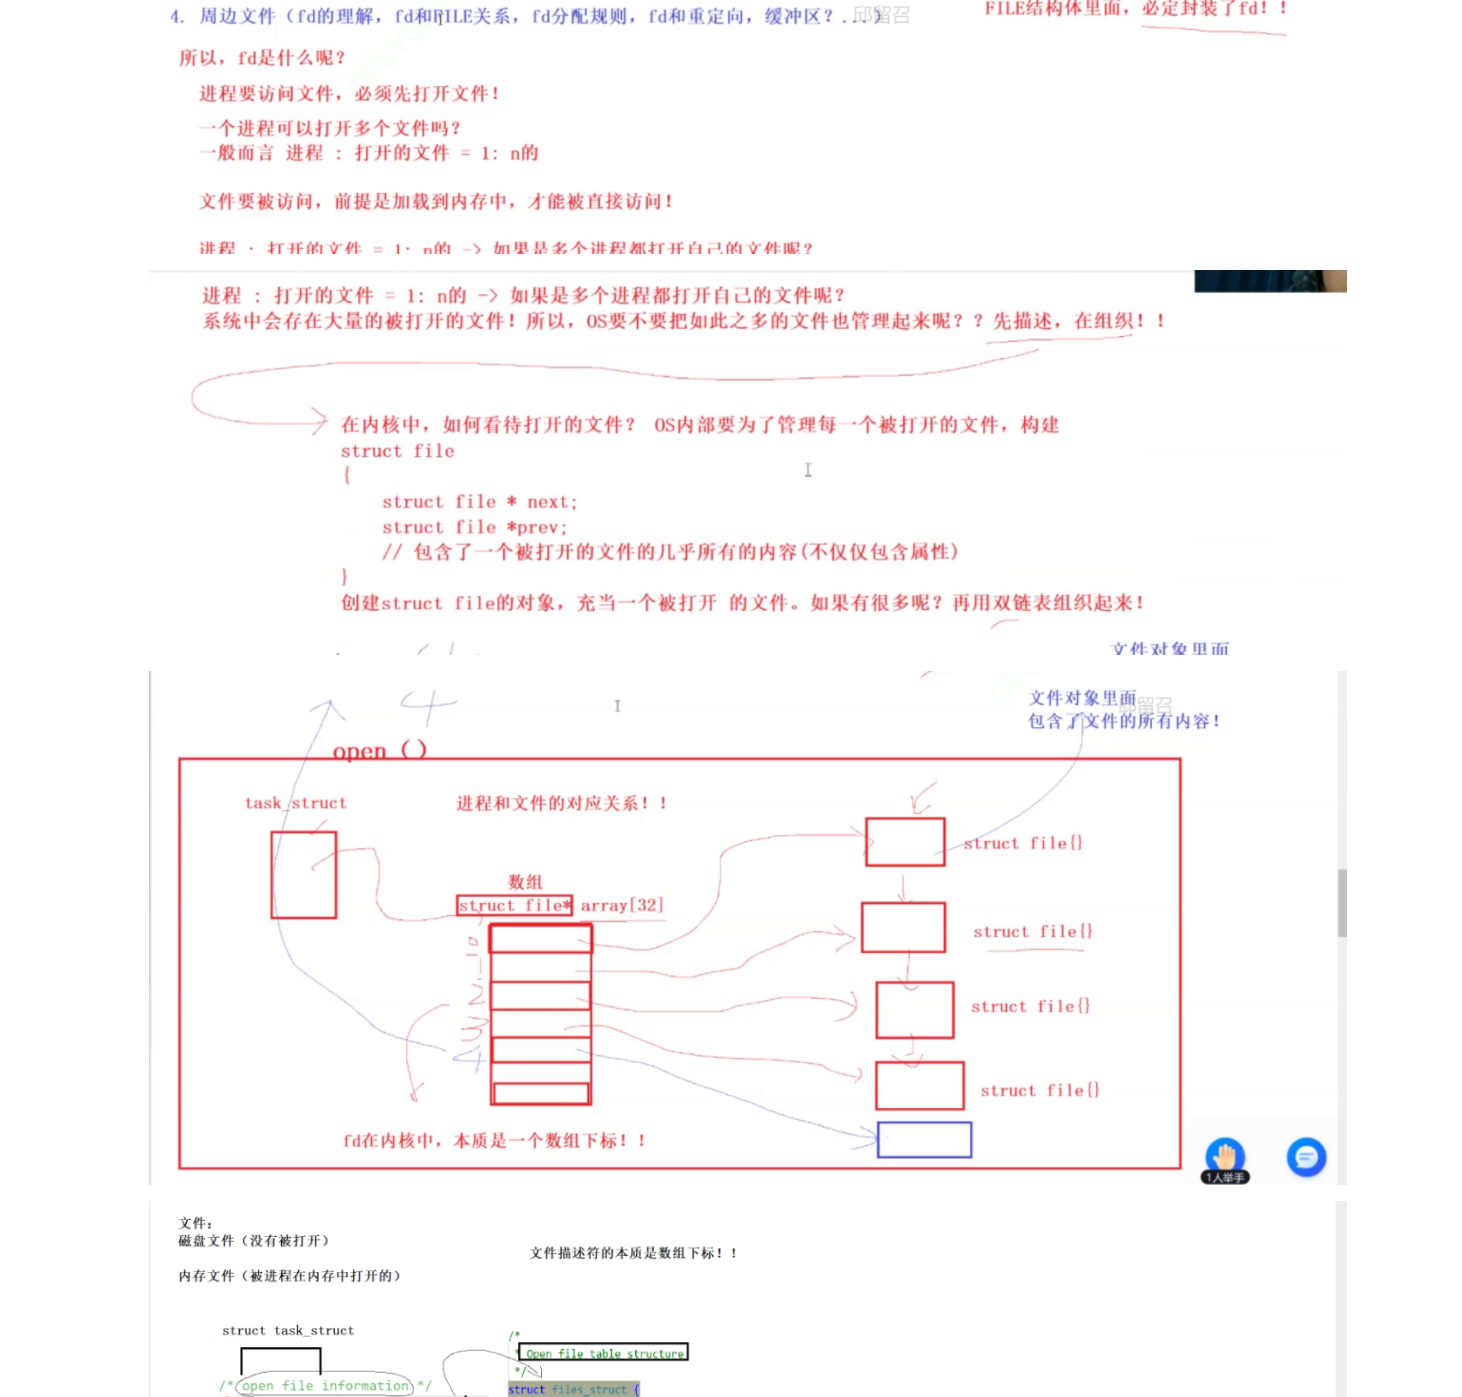 4. 周边文件（fd的理解，fd和FILE关系，fd分配规则，fd和重定向，缓冲区？...）
邱留召
FILE结构体里面，必定封装了fd！！
所以，fd是什么呢？
进程要访问文件，必须先打开文件！
一个进程可以打开多个文件吗？
一般而言 进程 : 打开的文件 = 1: n的
文件要被访问，前提是加载到内存中，才能被直接访问！
进程 : 打开的文件 = 1: n的 -> 如果是多个进程都打开自己的文件呢？
进程 : 打开的文件 = 1: n的 -> 如果是多个进程都打开自己的文件呢？
系统中会存在大量的被打开的文件！所以，OS要不要把如此之多的文件也管理起来呢？？先描述，在组织！！
在内核中，如何看待打开的文件？ OS内部要为了管理每一个被打开的文件，构建
struct file
{
struct file * next;
struct file *prev;
// 包含了一个被打开的文件的几乎所有的内容(不仅仅包含属性)
}
创建struct file的对象，充当一个被打开 的文件。如果有很多呢？再用双链表组织起来！
文件对象里面
文件对象里面
邱留召
包含了文件的所有内容！
4
open ()
task_struct
进程和文件的对应关系！！
struct file{}
数组
struct file* array[32]
struct file{}
0
1
2
3
4
struct file{}
struct file{}
fd在内核中，本质是一个数组下标！！
1人举手
文件：
磁盘文件（没有被打开）
文件描述符的本质是数组下标！！
内存文件（被进程在内存中打开的）
struct task_struct
/*
* Open file table structure
*/
/* open file information */
struct files_struct {